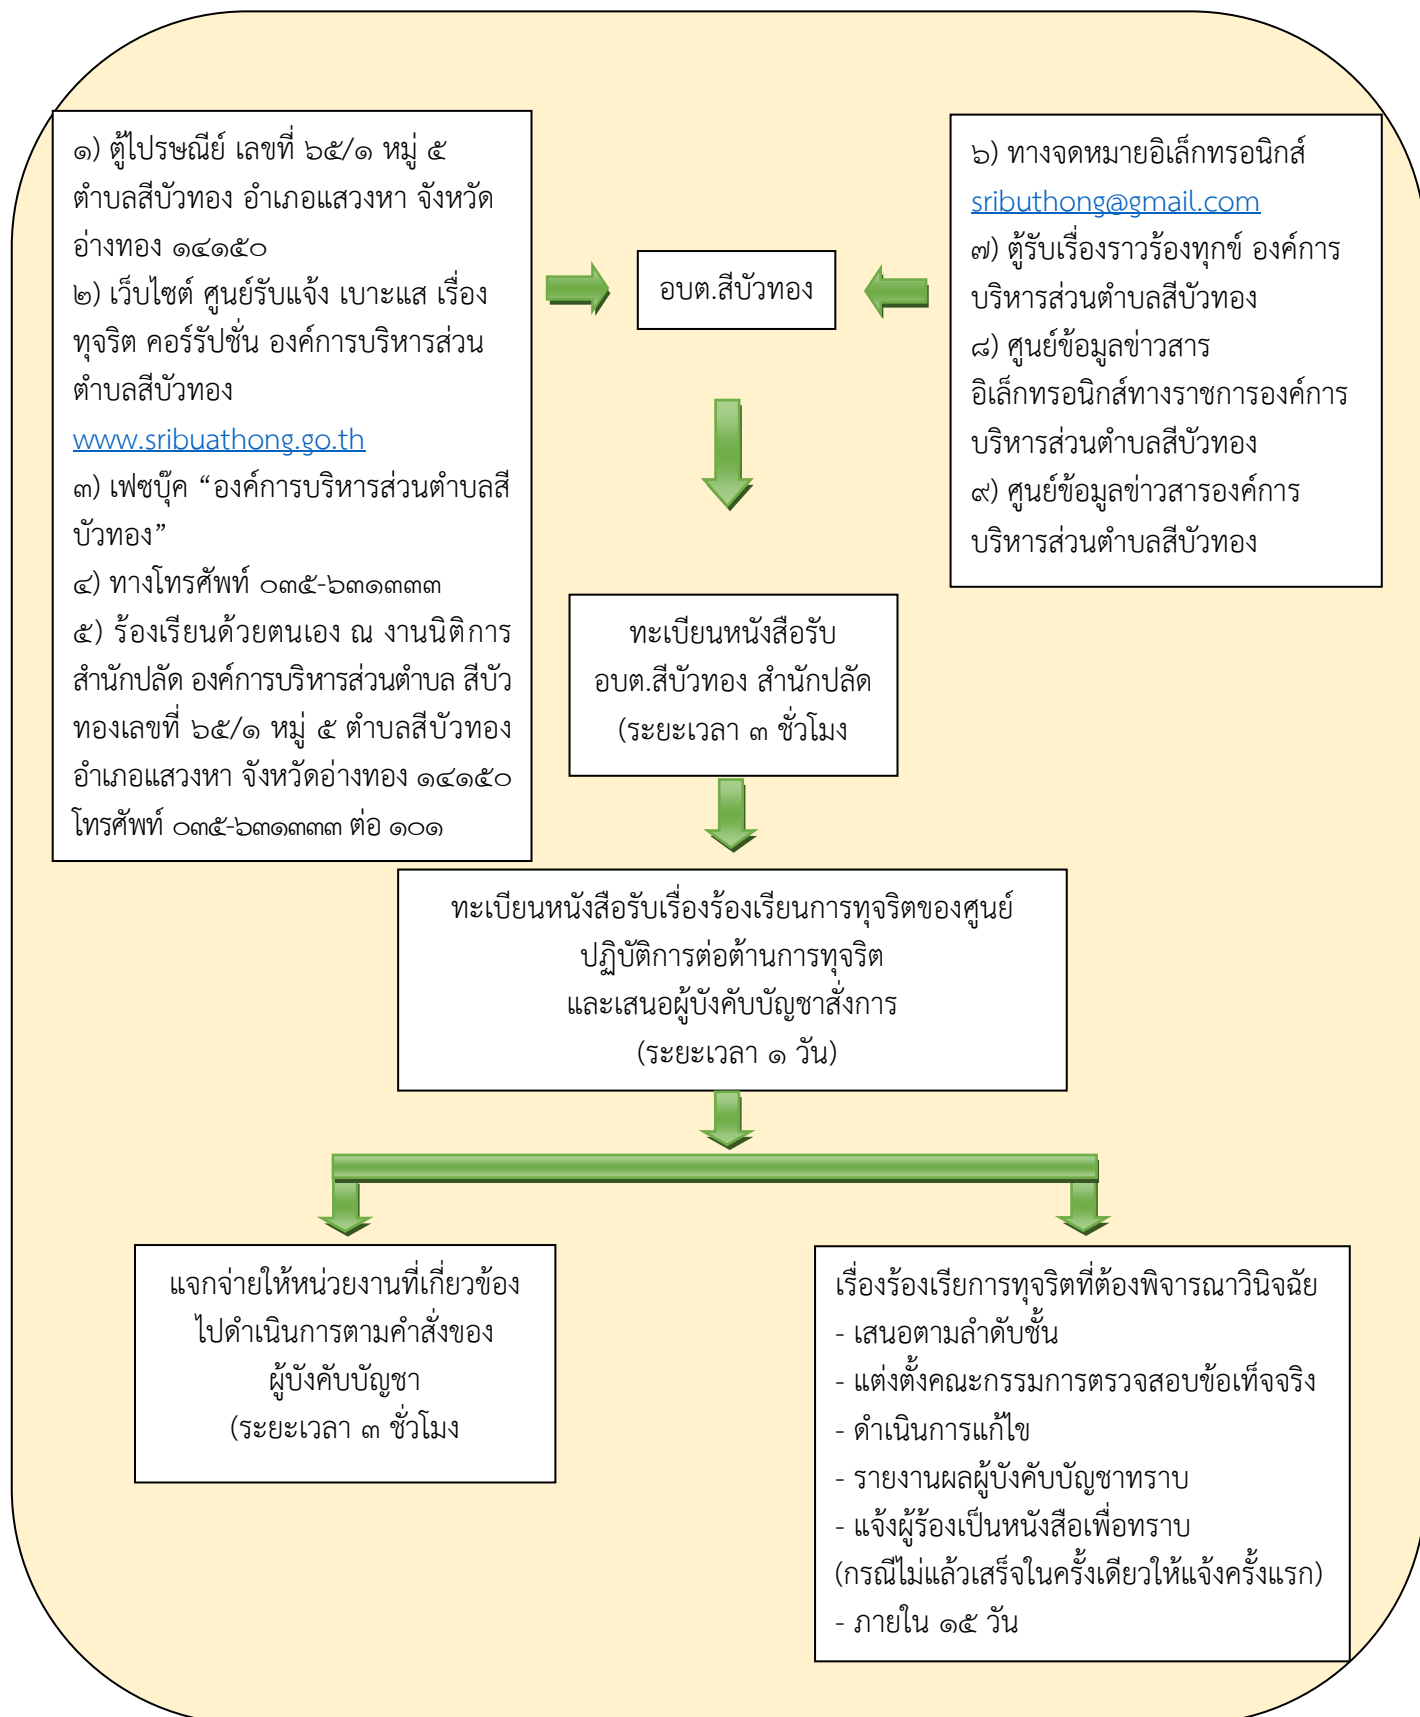 ๑) ตู้ไปรษณีย์ เลขที่ ๖๕/๑ หมู่ ๕
ตำบลสีบัวทอง อำเภอแสวงหา จังหวัด
อ่างทอง ๑๔๑๕๐
๒) เว็บไซต์ ศูนย์รับแจ้ง เบาะแส เรื่อง
ทุจริต คอร์รัปชั่น องค์การบริหารส่วน
ตำบลสีบัวทอง
www.sribuathong.go.th
๓) เฟซบุ๊ค “องค์การบริหารส่วนตำบลสี
บัวทอง”
๔) ทางโทรศัพท์ ๐๓๕-๖๓๑๓๓๓
๕) ร้องเรียนด้วยตนเอง ณ งานนิติการ
สำนักปลัด องค์การบริหารส่วนตำบล สีบัว
ทองเลขที่ ๖๕/๑ หมู่ ๕ ตำบลสีบัวทอง
อำเภอแสวงหา จังหวัดอ่างทอง ๑๔๑๕๐
โทรศัพท์ ๐๓๕-๖๓๑๓๓๓ ต่อ ๑๐๑
อบต.สีบัวทอง
๖) ทางจดหมายอิเล็กทรอนิกส์
sributhong@gmail.com
๗) ตู้รับเรื่องราวร้องทุกข์ องค์การ
บริหารส่วนตำบลสีบัวทอง
๘) ศูนย์ข้อมูลข่าวสาร
อิเล็กทรอนิกส์ทางราชการองค์การ
บริหารส่วนตำบลสีบัวทอง
๙) ศูนย์ข้อมูลข่าวสารองค์การ
บริหารส่วนตำบลสีบัวทอง
ทะเบียนหนังสือรับ
อบต.สีบัวทอง สำนักปลัด
(ระยะเวลา ๓ ชั่วโมง
ทะเบียนหนังสือรับเรื่องร้องเรียนการทุจริตของศูนย์
ปฏิบัติการต่อต้านการทุจริต
และเสนอผู้บังคับบัญชาสั่งการ
(ระยะเวลา ๑ วัน)
แจกจ่ายให้หน่วยงานที่เกี่ยวข้อง
ไปดำเนินการตามคำสั่งของ
ผู้บังคับบัญชา
(ระยะเวลา ๓ ชั่วโมง
เรื่องร้องเรียการทุจริตที่ต้องพิจารณาวินิจฉัย
- เสนอตามลำดับชั้น
- แต่งตั้งคณะกรรมการตรวจสอบข้อเท็จจริง
- ดำเนินการแก้ไข
- รายงานผลผู้บังคับบัญชาทราบ
- แจ้งผู้ร้องเป็นหนังสือเพื่อทราบ
(กรณีไม่แล้วเสร็จในครั้งเดียวให้แจ้งครั้งแรก)
- ภายใน ๑๕ วัน